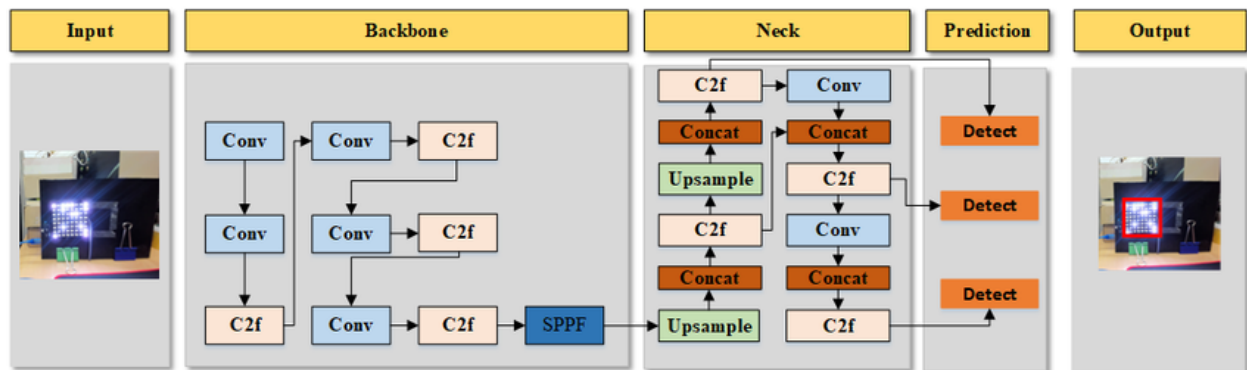 Input
Backbone
Neck
Prediction
Output
Conv
Conv
C2f
Conv
Conv
C2f
C2f
Conv
C2f
SPPF
C2f
Conv
Concat
Concat
Upsample
C2f
C2f
Conv
Concat
Concat
Upsample
C2f
Detect
Detect
Detect